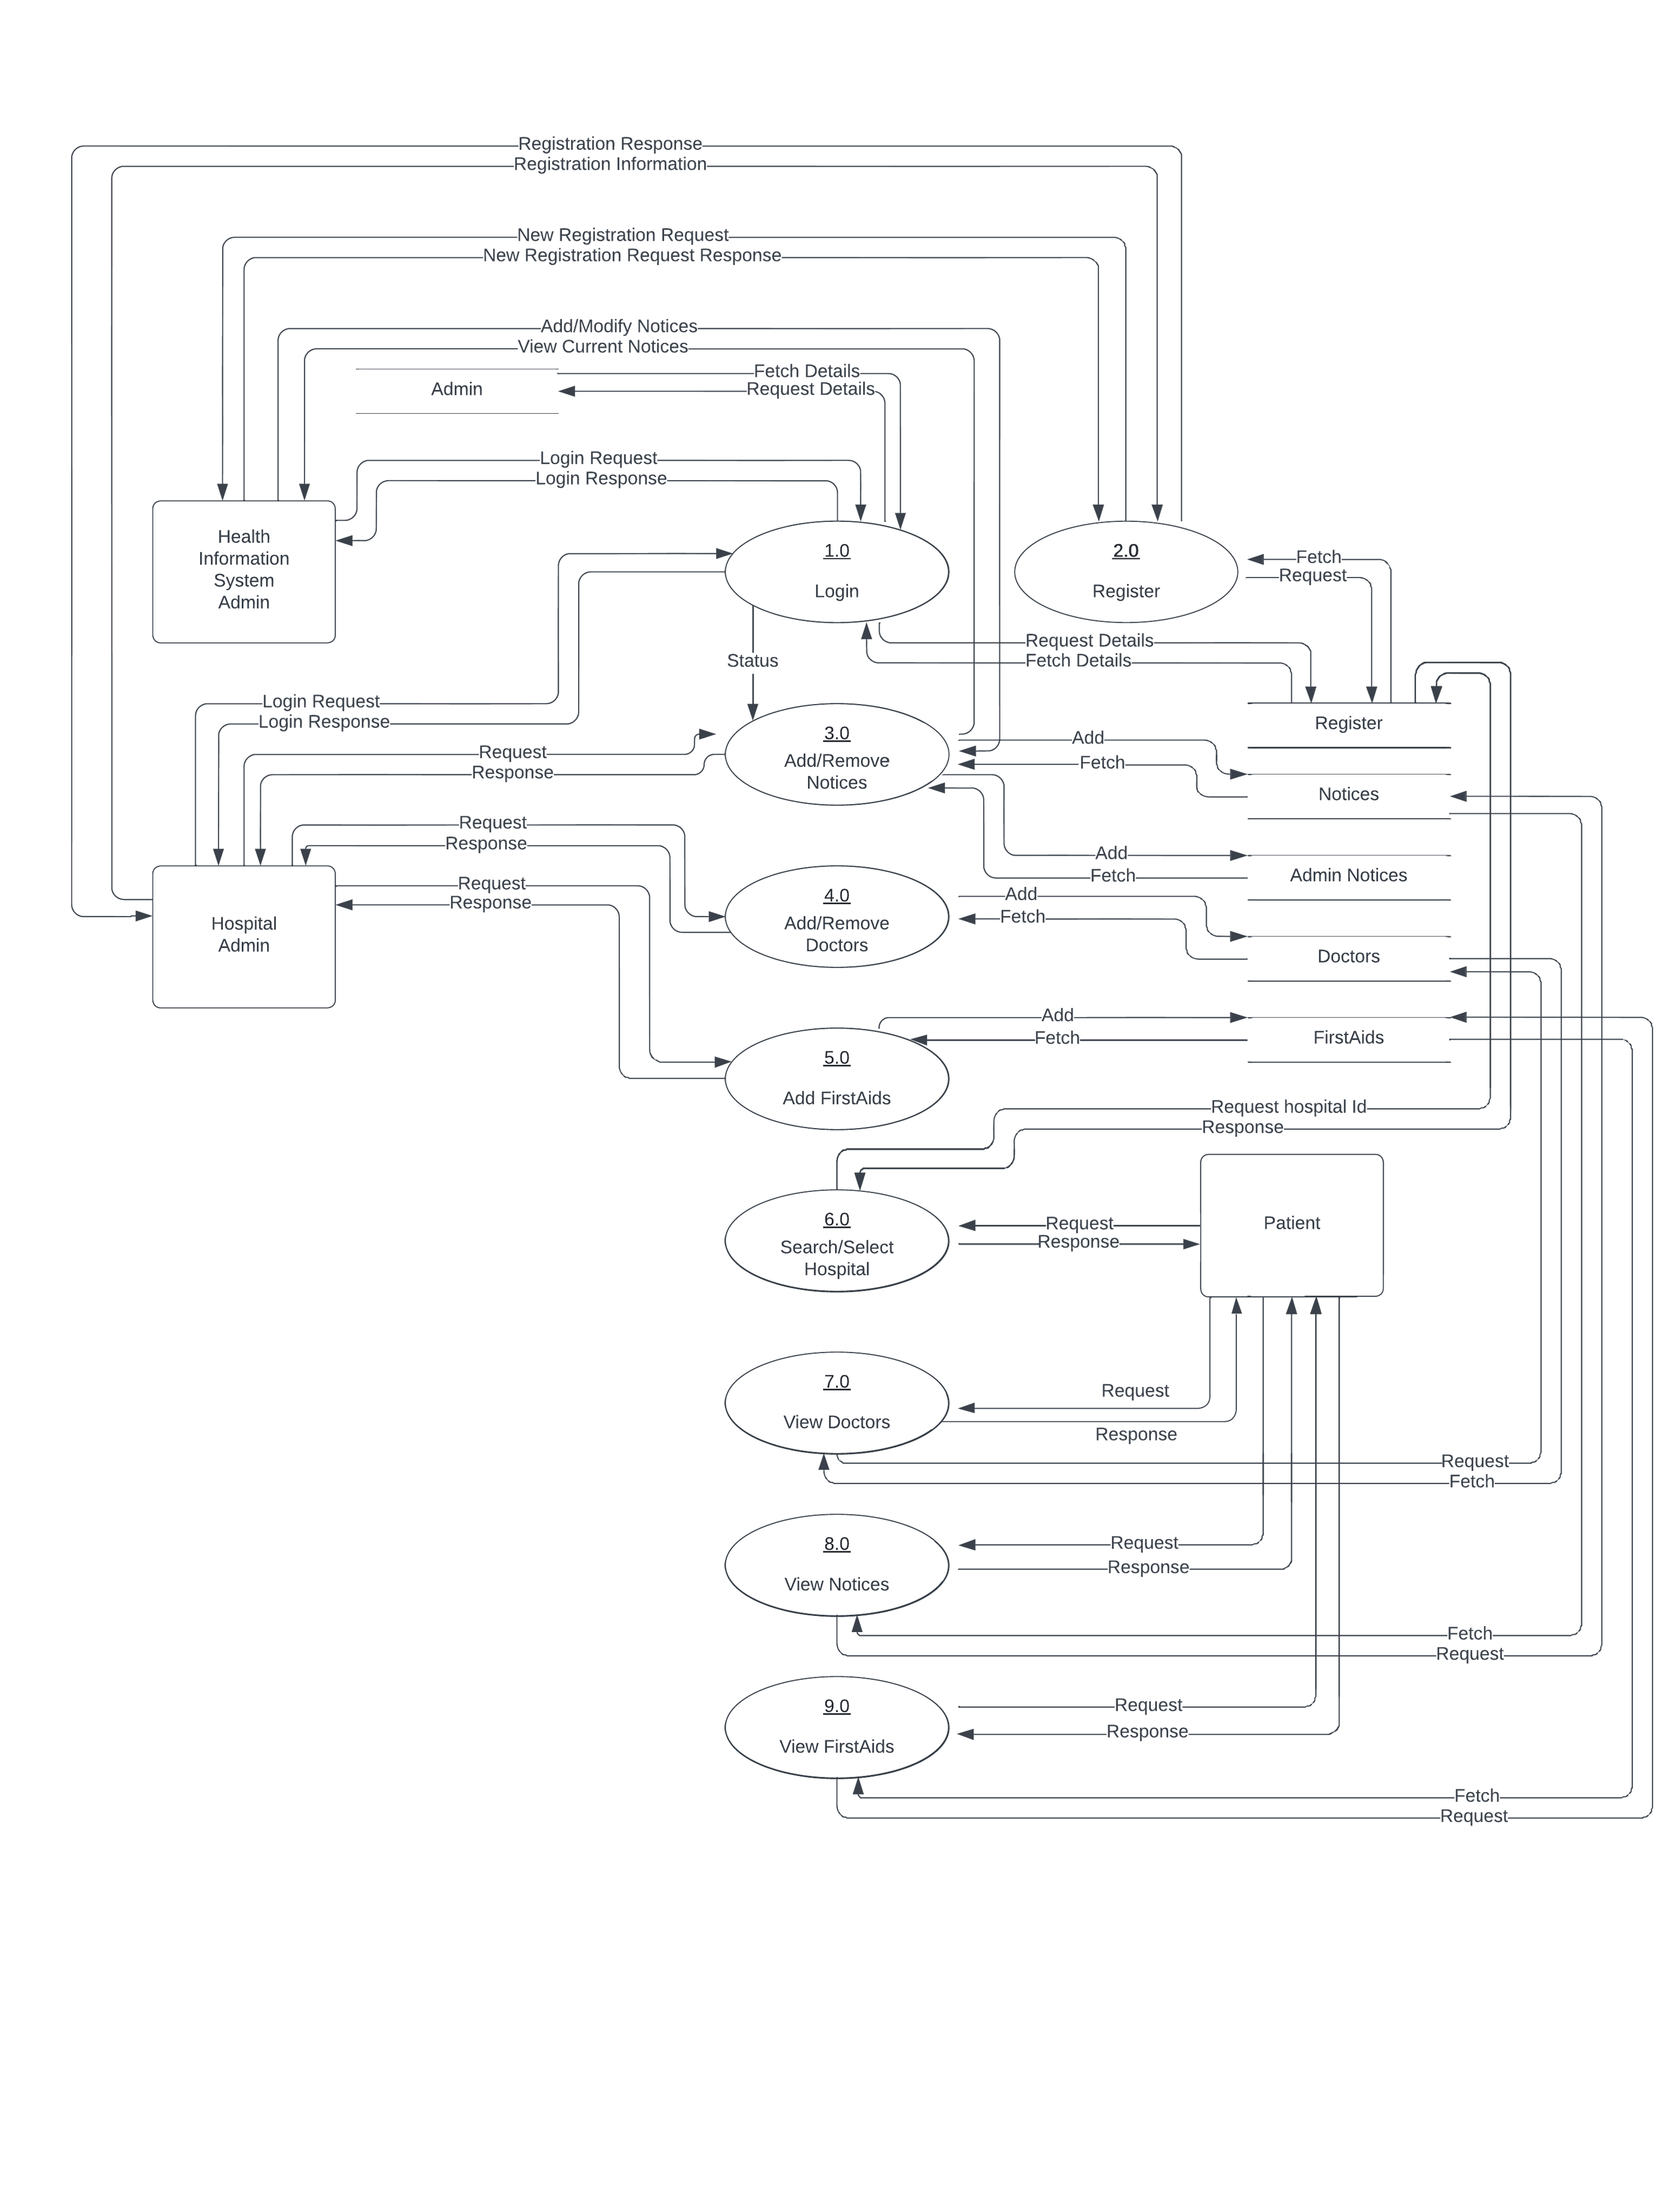 Registration Response
Registration Information
New Registration Request
New Registration Request Response
Add/Modify Notices
View Current Notices
Fetch Details
Request Details
Admin
Login Request
Login Response
Health
Information
System
Admin
1.0
Login
2.0
Register
Fetch
Request
Request Details
Fetch Details
Status
Login Request
Login Response
Register
3.0
Add/Remove
Notices
Request
Response
Add
Fetch
Notices
Request
Response
Add
Fetch
Admin Notices
Request
Response
4.0
Add/Remove
Doctors
Add
Fetch
Hospital
Admin
Doctors
Add
Fetch
FirstAids
5.0
Add FirstAids
Request hospital Id
Response
6.0
Search/Select
Hospital
Request
Response
Patient
7.0
View Doctors
Request
Response
Request
Fetch
8.0
View Notices
Request
Response
Fetch
Request
9.0
View FirstAids
Request
Response
Fetch
Request